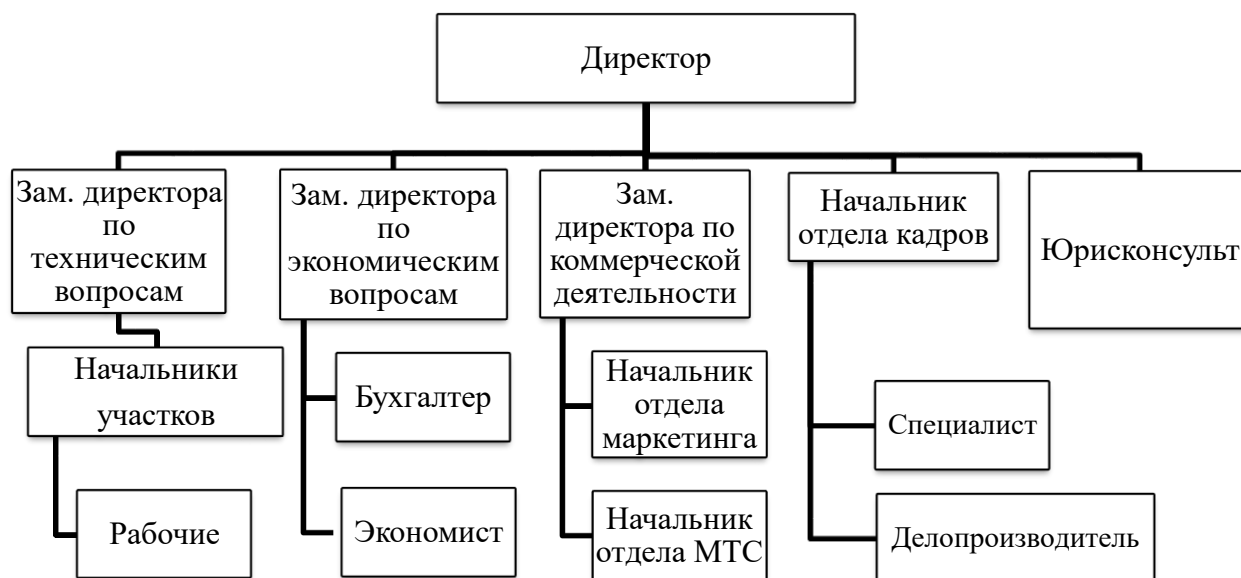 Директор
Зам. директора
по
техническим
вопросам
Зам. директора
по
экономическим
вопросам
Зам.
директора по
коммерческой
деятельности
Начальник
отдела кадров
Юрисконсульт
Начальники
участков
Бухгалтер
Начальник
отдела
маркетинга
Специалист
Рабочие
Экономист
Начальник
отдела МТС
Делопроизводитель